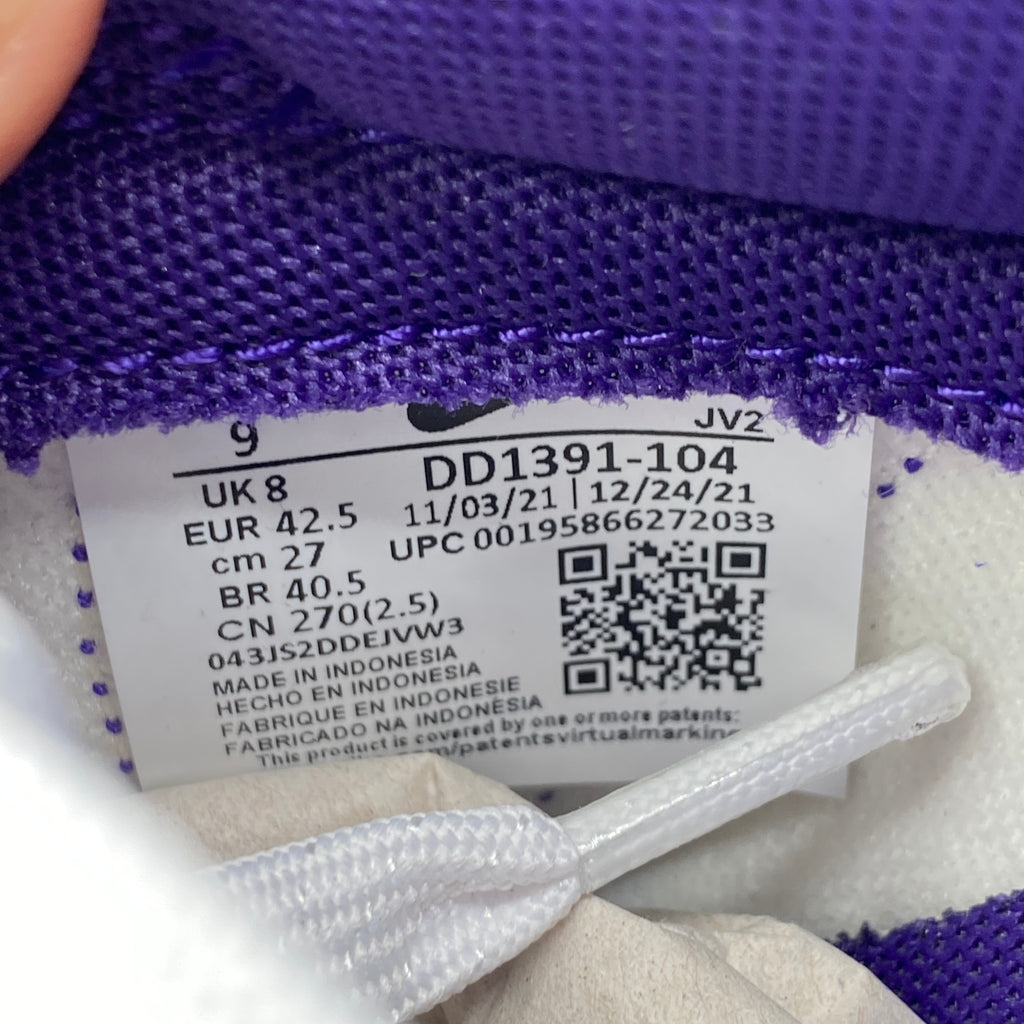 9
JV2
UK 8
DD1391-104
EUR 42.5
11/03/21 | 12/24/21
cm 27
UPC 00195866272033
BR 40.5
CN 270(2.5)
043JS2DDEJVW3
MADE IN INDONESIA
HECHO EN INDONESIA
FABRIQUE EN INDONESIE
FABRICADO NA INDONÉSIA
This product is covered by one or more patents: